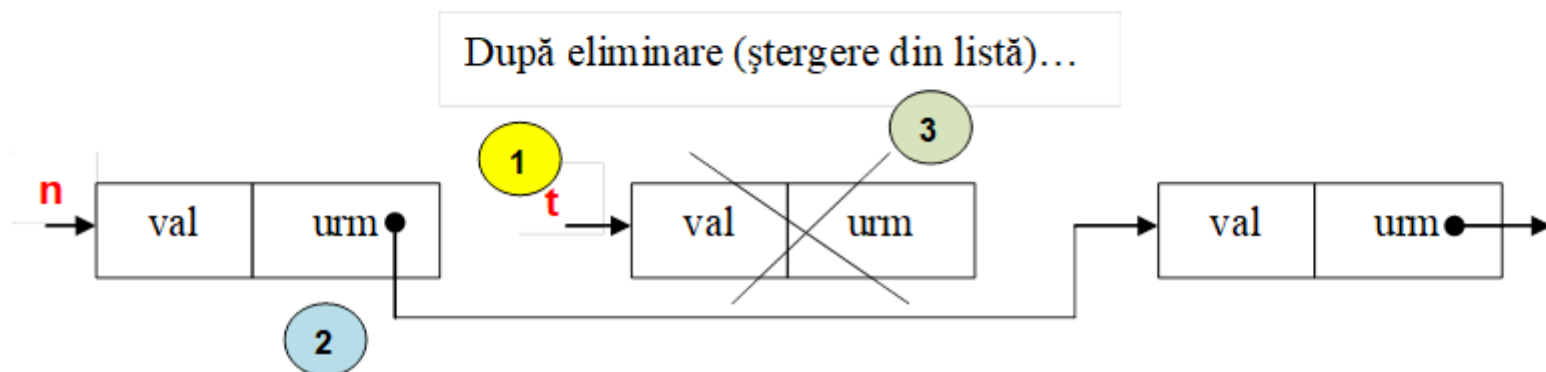 După eliminare (ştergere din listă)…
3
1
n
t
val urm
val urm
val urm
2